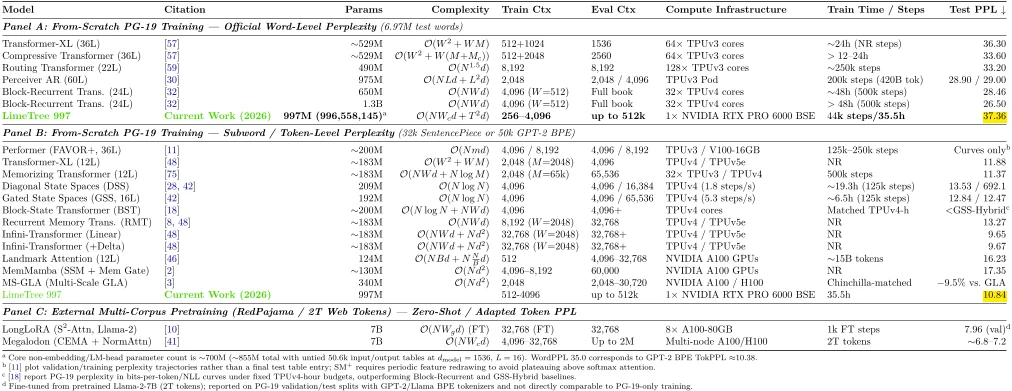 Model Citation Params Complexity Train Ctx Eval Ctx Compute Infrastructure Train Time / Steps Test PPL ↓
Panel A: From-Scratch PG-19 Training — Official Word-Level Perplexity (6.97M test words)
Transformer-XL (36L) [57] ~529M O(W² + WM) 512+1024 1536 64× TPUv3 cores ~24h (NR steps) 36.30
Compressive Transformer (36L) [57] ~529M O(W² + W(M+Mc)) 512+2048 2560 64× TPUv3 cores > 12–24h 33.60
Routing Transformer (22L) [59] 490M O(N^1.5 d) 8,192 8,192 128× TPUv3 cores ~250k steps 33.20
Perceiver AR (60L) [30] 975M O(NLd + L²d) 2,048 2,048 / 4,096 TPUv3 Pod 200k steps (420B tok) 28.90 / 29.00
Block-Recurrent Trans. (24L) [32] 650M O(NWd) 4,096 (W=512) Full book 32× TPUv4 cores ~48h (500k steps) 28.46
Block-Recurrent Trans. (24L) [32] 1.3B O(NWd) 4,096 (W=512) Full book 32× TPUv4 cores > 48h (500k steps) 26.50
LimeTree 997 Current Work (2026) 997M (996,558,145)ᵃ O(NWcd + T²d) 256–4,096 up to 512k 1× NVIDIA RTX PRO 6000 BSE 44k steps/35.5h 37.36
Panel B: From-Scratch PG-19 Training — Subword / Token-Level Perplexity (32k SentencePiece or 50k GPT-2 BPE)
Performer (FAVOR+, 36L) [11] ~200M O(Nmd) 4,096 / 8,192 4,096 / 8,192 TPUv3 / V100-16GB 125k–250k steps Curves onlyᵇ
Transformer-XL (12L) [48] ~183M O(W² + WM) 2,048 (M=2048) 4,096 TPUv4 / TPUv5e NR 11.88
Memorizing Transformer (12L) [75] ~183M O(NWd + N log M) 2,048 (M=65k) 65,536 32× TPUv3 / TPUv4 500k steps 11.37
Diagonal State Spaces (DSS) [28, 42] 209M O(N log N) 4,096 4,096 / 16,384 TPUv4 (1.8 steps/s) ~19.3h (125k steps) 13.53 / 692.1
Gated State Spaces (GSS, 16L) [42] 192M O(N log N) 4,096 4,096 / 65,536 TPUv4 (5.3 steps/s) ~6.5h (125k steps) 12.84 / 12.47
Block-State Transformer (BST) [18] ~200M O(N log N + NWd) 4,096 4,096+ TPUv4 cores Matched TPUv4-h <GSS-Hybridᶜ
Recurrent Memory Trans. (RMT) [8, 48] ~183M O(NWd) 8,192 (W=2048) 32,768 TPUv4 / TPUv5e NR 13.27
Infini-Transformer (Linear) [48] ~183M O(NWd + Nd²) 32,768 (W=2048) 32,768+ TPUv4 / TPUv5e NR 9.65
Infini-Transformer (+Delta) [48] ~183M O(NWd + Nd²) 32,768 (W=2048) 32,768+ TPUv4 / TPUv5e NR 9.67
Landmark Attention (12L) [46] 124M O(NBd + N N/B d) 512 4,096–32,768 NVIDIA A100 GPUs ~15B tokens 16.23
MemMamba (SSM + Mem Gate) [2] ~130M O(Nd²) 4,096–8,192 60,000 NVIDIA A100 GPUs NR 17.35
MS-GLA (Multi-Scale GLA) [3] 340M O(Nd²) 2,048 2,048–30,720 NVIDIA A100 / H100 Chinchilla-matched −9.5% vs. GLA
LimeTree 997 Current Work (2026) 997M 512-4096 up to 512k 1× NVIDIA RTX PRO 6000 BSE 35.5h 10.84
Panel C: External Multi-Corpus Pretraining (RedPajama / 2T Web Tokens) — Zero-Shot / Adapted Token PPL
LongLoRA (S²-Attn, Llama-2) [10] 7B O(NWgd) 32,768 (FT) 32,768 8× A100-80GB 1k FT steps 7.96 (val)ᵈ
Megalodon (CEMA + NormAttn) [41] 7B O(NWcd) 4,096–32,768 Up to 2M Multi-node A100/H100 2T tokens ~6.8–7.2
ᵃ Core non-embedding/LM-head parameter count is ~700M (~855M total with untied 50.6k input/output tables at dmodel = 1536, L = 16). WordPPL 35.0 corresponds to GPT-2 BPE TokPPL ≈10.38.
ᵇ [11] plot validation/training perplexity trajectories rather than a final test table entry; SM⁺ requires periodic feature redrawing to avoid plateauing above softmax attention.
ᶜ [18] report PG-19 perplexity in bits-per-token/NLL curves under fixed TPUv4-hour budgets, outperforming Block-Recurrent and GSS-Hybrid baselines.
ᵈ Fine-tuned from pretrained Llama-2-7B (2T tokens); reported on PG-19 validation/test splits with GPT-2/Llama BPE tokenizers and not directly comparable to PG-19-only training.